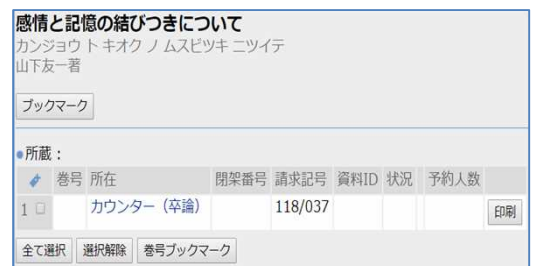 感情と記憶の結びつきについて
カンジョウ ト キオク ノ ムスビツキ ニツイテ
山下友一著
ブックマーク
所蔵：
巻号 所在 閉架番号 請求記号 資料ID 状況 予約人数
1 カウンター（卒論） 118/037 印刷
全て選択 選択解除 巻号ブックマーク